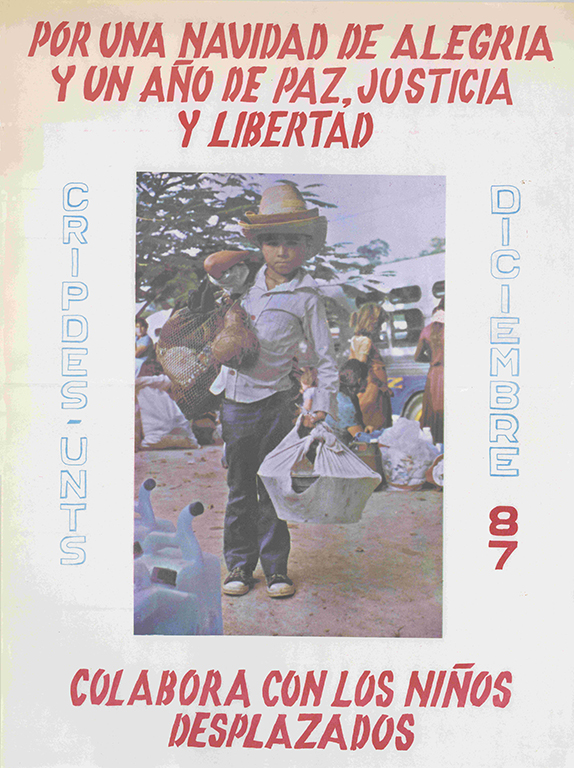 POR UNA NAVIDAD DE ALEGRIA
Y UN AÑO DE PAZ, JUSTICIA
Y LIBERTAD
CRIPDES-UNTS
DICIEMBRE
87
COLABORA CON LOS NIÑOS
DESPLAZADOS